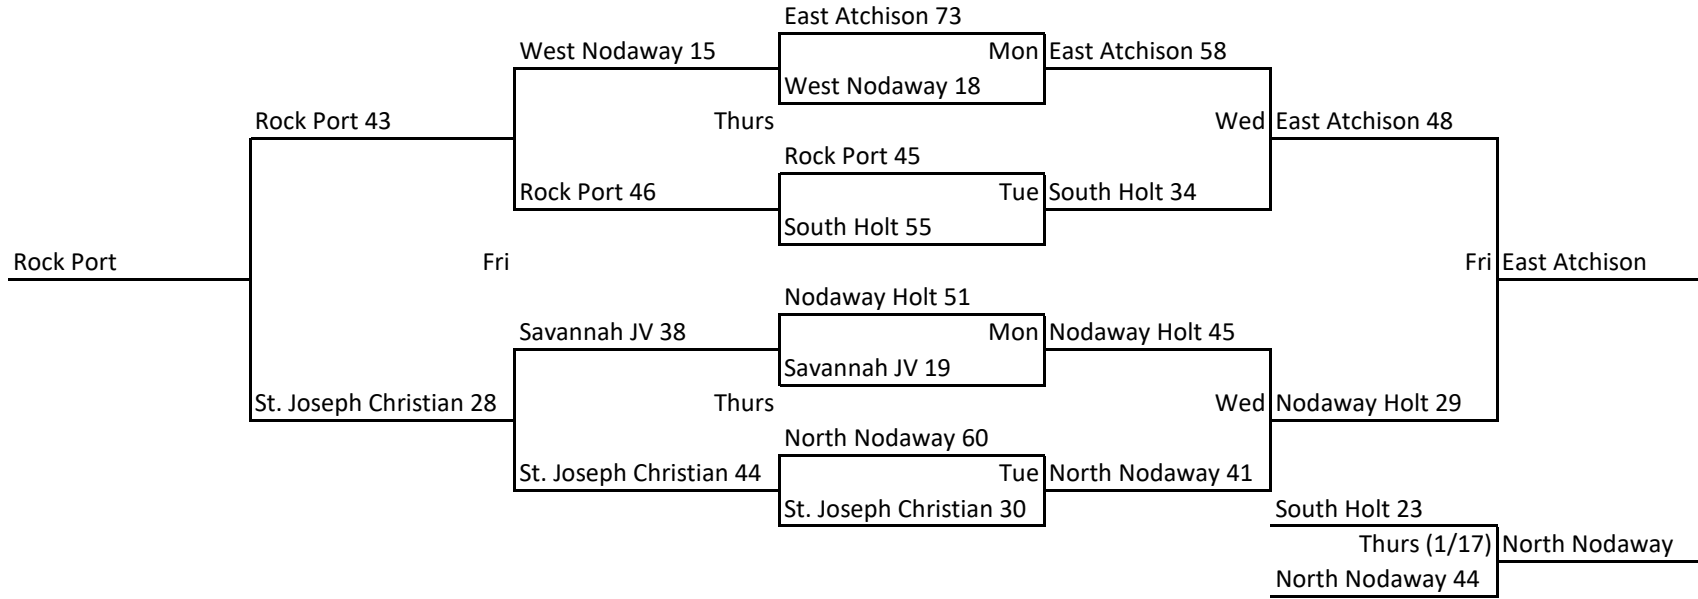 East Atchison 73
West Nodaway 15
Mon East Atchison 58
West Nodaway 18
Rock Port 43
Thurs
Wed East Atchison 48
Rock Port 45
Rock Port 46
Tue South Holt 34
South Holt 55
Rock Port
Fri
Fri East Atchison
Nodaway Holt 51
Savannah JV 38
Mon Nodaway Holt 45
Savannah JV 19
St. Joseph Christian 28
Thurs
Wed Nodaway Holt 29
North Nodaway 60
St. Joseph Christian 44
Tue North Nodaway 41
St. Joseph Christian 30
South Holt 23
Thurs (1/17) North Nodaway
North Nodaway 44